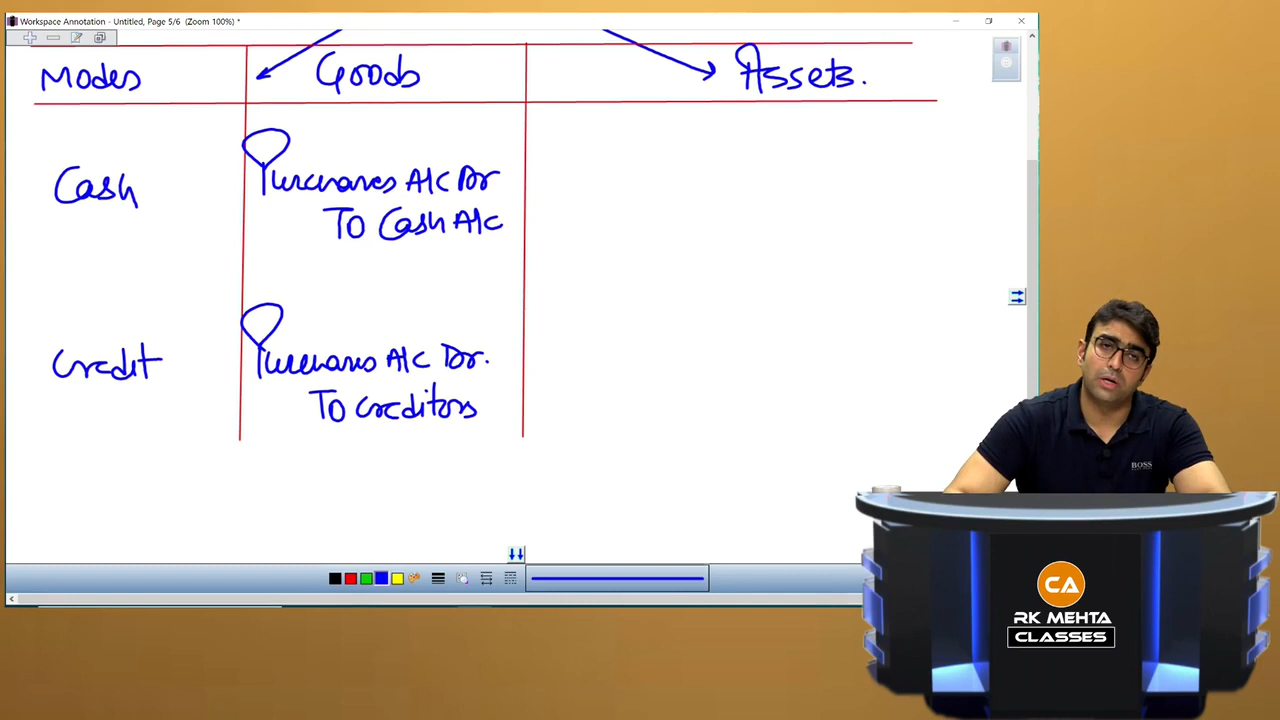 Workspace Annotation - Untitled, Page 5/6 (Zoom 100%) *
Modes Goods Assets.
Cash Purchases A/c Dr
To Cash A/c
Credit Purchases A/c Dr.
To Creditors
BOSS
CA
RK MEHTA
CLASSES